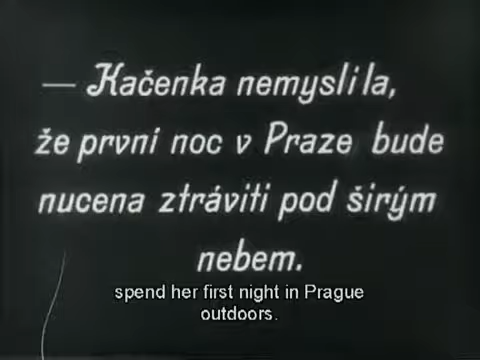 — Kačenka nemyslila,
že první noc v Praze bude
nucena ztráviti pod širým
nebem.
spend her first night in Prague
outdoors.